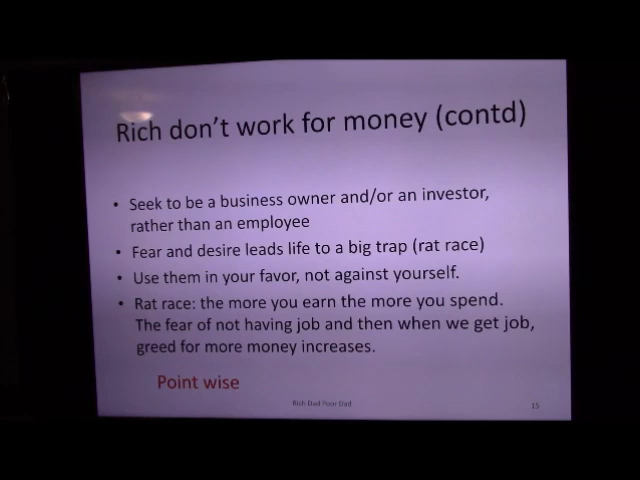 Rich don't work for money (contd)
• Seek to be a business owner and/or an investor,
rather than an employee
• Fear and desire leads life to a big trap (rat race)
• Use them in your favor, not against yourself.
• Rat race: the more you earn the more you spend.
The fear of not having job and then when we get job,
greed for more money increases.
Point wise
Rich Dad Poor Dad
15